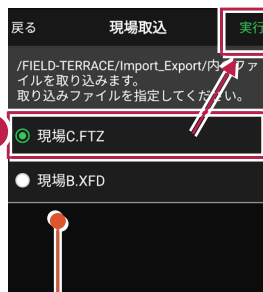 戻る 現場取込 実行
/FIELD-TERRACE/Import_Export/内のファ
イルを取り込みます。
取り込みファイルを指定してください。
現場C.FTZ
現場B.XFD